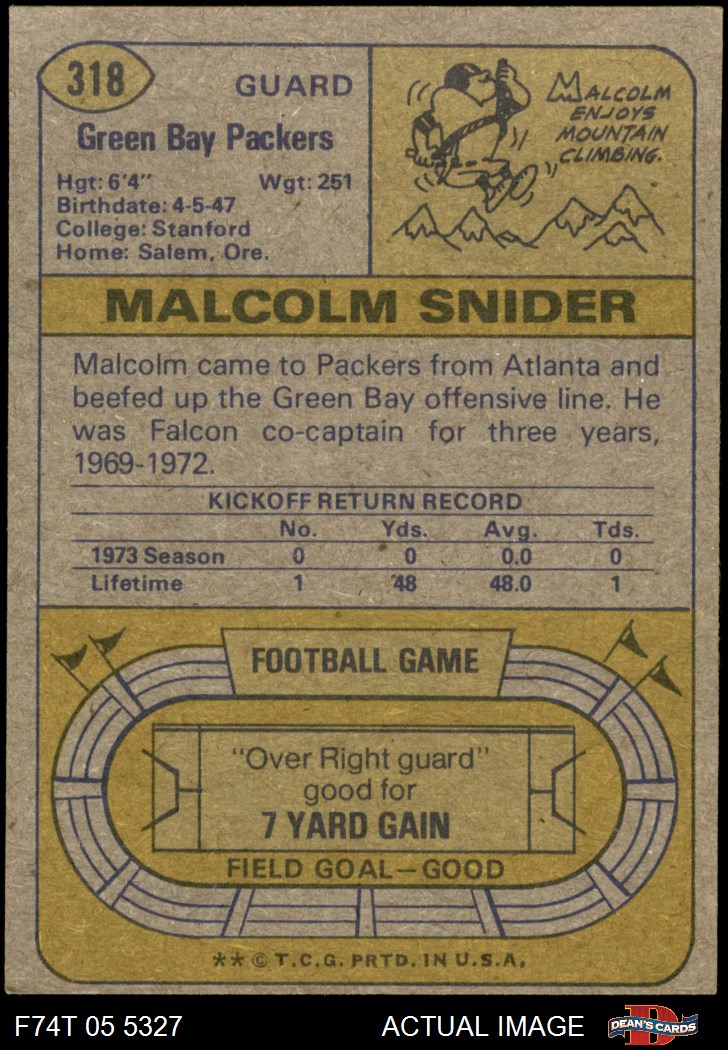 318
GUARD
Green Bay Packers
Hgt: 6'4" Wgt: 251
Birthdate: 4-5-47
College: Stanford
Home: Salem, Ore.
MALCOLM
ENJOYS
MOUNTAIN
CLIMBING.
MALCOLM SNIDER
Malcolm came to Packers from Atlanta and
beefed up the Green Bay offensive line. He
was Falcon co-captain for three years,
1969-1972.
KICKOFF RETURN RECORD
No. Yds. Avg. Tds.
1973 Season 0 0 0.0 0
Lifetime 1 48 48.0 1
FOOTBALL GAME
"Over Right guard"
good for
7 YARD GAIN
FIELD GOAL—GOOD
** © T.C.G. PRTD. IN U.S.A.
F74T 05 5327 ACTUAL IMAGE
D
DEAN'S CARDS